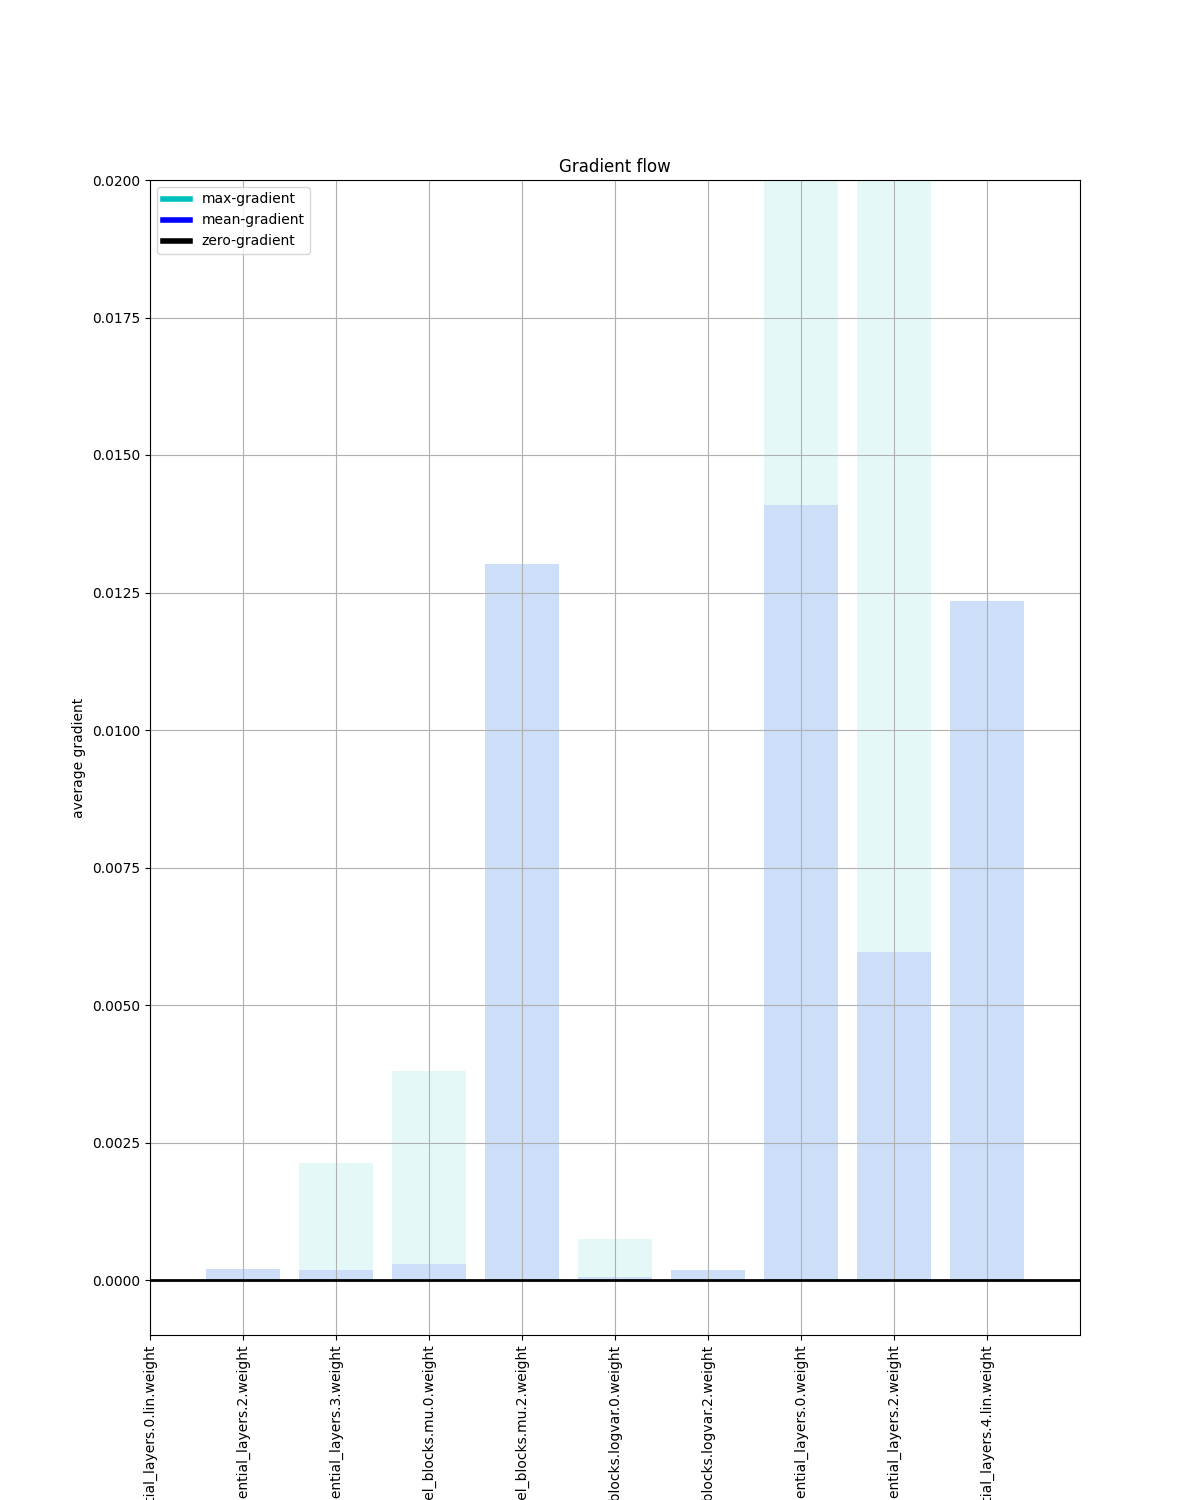 Gradient flow
max-gradient
mean-gradient
zero-gradient
0.0200
0.0175
0.0150
0.0125
0.0100
0.0075
0.0050
0.0025
0.0000
average gradient
tial_layers.0.lin.weight
ential_layers.2.weight
ential_layers.3.weight
el_blocks.mu.0.weight
el_blocks.mu.2.weight
blocks.logvar.0.weight
blocks.logvar.2.weight
ential_layers.0.weight
ential_layers.2.weight
tial_layers.4.lin.weight